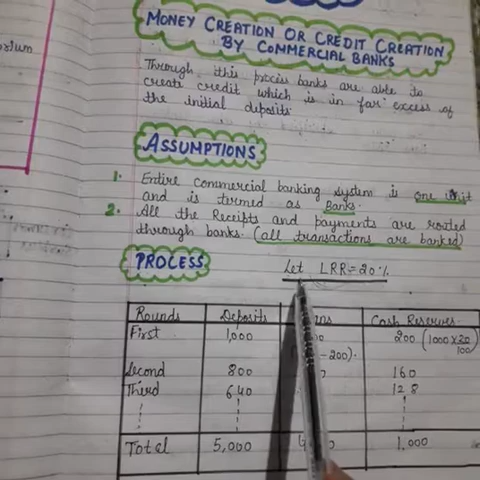 MONEY CREATION OR CREDIT CREATION
BY COMMERCIAL BANKS
Through this process banks are able to
create credit which is in far excess of
the initial deposits
ASSUMPTIONS
1. Entire commercial banking system is one unit
and is termed as Banks.
2. All the Receipts and payments are routed
through banks. (all transactions are banked)
PROCESS
Let LRR=20%
Rounds Deposits Cash Reserves
First 1,000 200 (1000×20/100)
-200).
Second 800 160
Third 640 128
Total 5,000 1,000